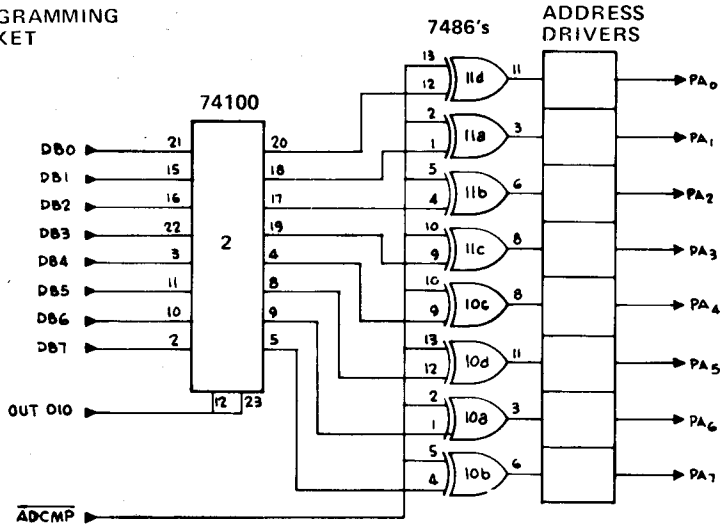 GRAMMING
KET
7486's
ADDRESS
DRIVERS
74100
13
12
11d
11
PA0
2
1
11a
3
PA1
5
4
11b
6
PA2
10
9
11c
8
PA3
10
9
10c
8
PA4
13
12
10d
11
PA5
2
1
10a
3
PA6
5
4
10b
6
PA7
DB0
21
20
DB1
15
18
DB2
16
17
DB3
22
19
2
DB4
3
4
DB5
11
8
DB6
10
9
DB7
2
5
OUT 010
12
23
ADCMP